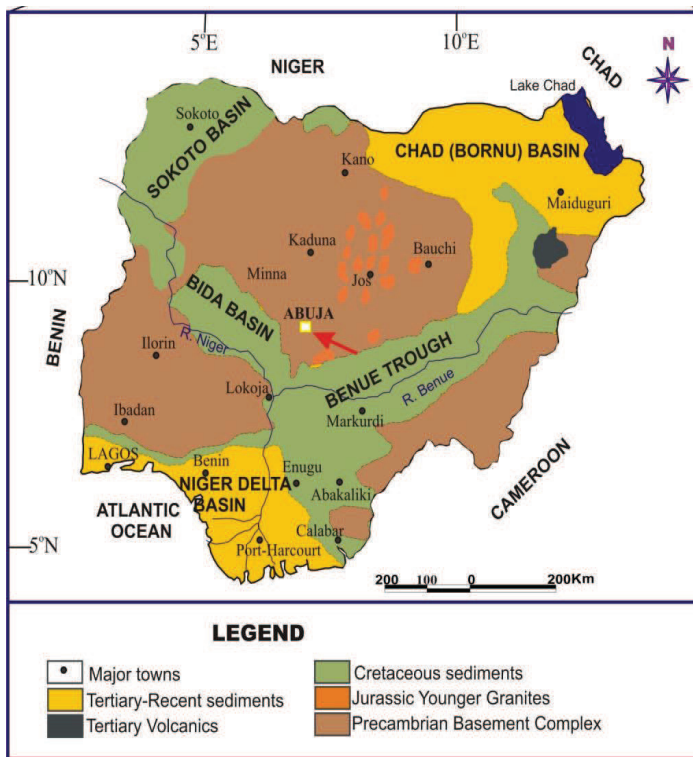 5°E
10°E
N
NIGER
CHAD
Lake Chad
Sokoto
SOKOTO BASIN
CHAD (BORNU) BASIN
Kano
Maiduguri
Kaduna
Bauchi
Minna
Jos
10°N
BIDA BASIN
ABUJA
BENIN
R. Niger
Ilorin
BENUE TROUGH
R. Benue
Lokoja
Markurdi
Ibadan
CAMEROON
LAGOS
Benin
Enugu
NIGER DELTA
BASIN
Abakaliki
ATLANTIC
OCEAN
Calabar
Port-Harcourt
5°N
200 100 0 200Km
LEGEND
Major towns
Cretaceous sediments
Tertiary-Recent sediments
Jurassic Younger Granites
Tertiary Volcanics
Precambrian Basement Complex